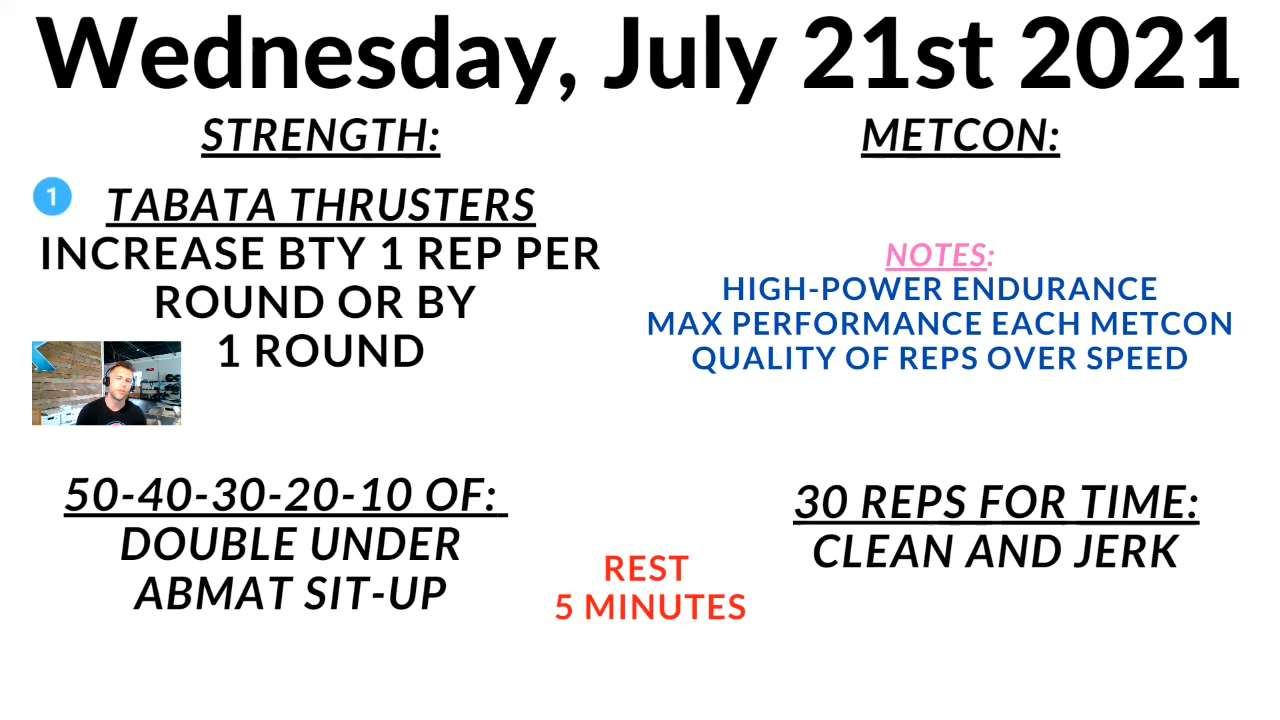 Wednesday, July 21st 2021
STRENGTH:
1
TABATA THRUSTERS
INCREASE BTY 1 REP PER
ROUND OR BY
1 ROUND
METCON:
NOTES:
HIGH-POWER ENDURANCE
MAX PERFORMANCE EACH METCON
QUALITY OF REPS OVER SPEED
50-40-30-20-10 OF:
DOUBLE UNDER
ABMAT SIT-UP
REST
5 MINUTES
30 REPS FOR TIME:
CLEAN AND JERK